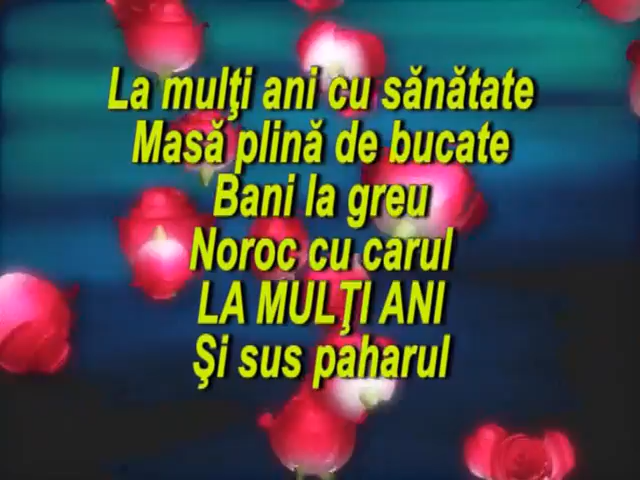 La mulţi ani cu sănătate
Masă plină de bucate
Bani la greu
Noroc cu carul
LA MULŢI ANI
Şi sus paharul